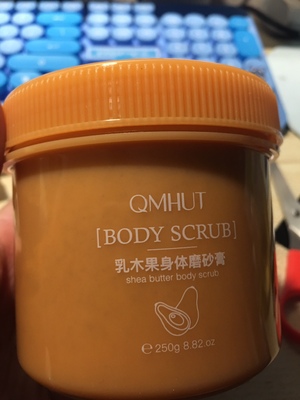 QMHUT
[BODY SCRUB]
乳木果身体磨砂膏
shea butter body scrub
℮ 250g 8.82 oz